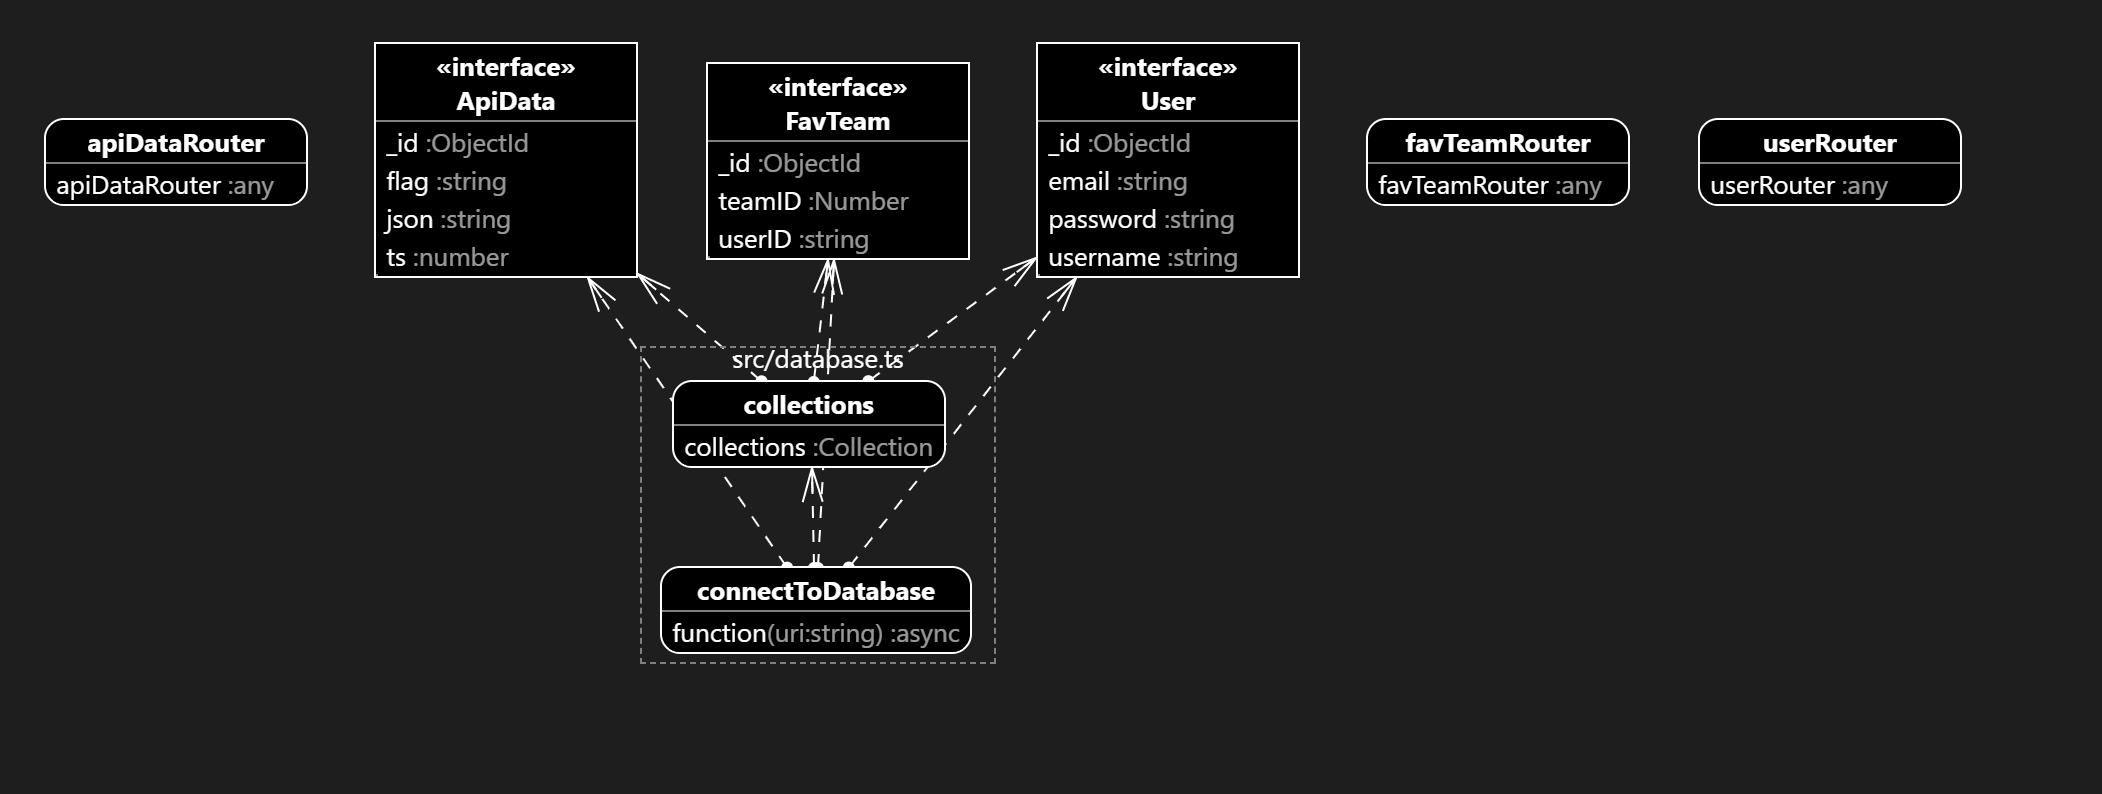 apiDataRouter
apiDataRouter :any
«interface»
ApiData
_id :ObjectId
flag :string
json :string
ts :number
«interface»
FavTeam
_id :ObjectId
teamID :Number
userID :string
«interface»
User
_id :ObjectId
email :string
password :string
username :string
favTeamRouter
favTeamRouter :any
userRouter
userRouter :any
src/database.ts
collections
collections :Collection
connectToDatabase
function(uri:string) :async